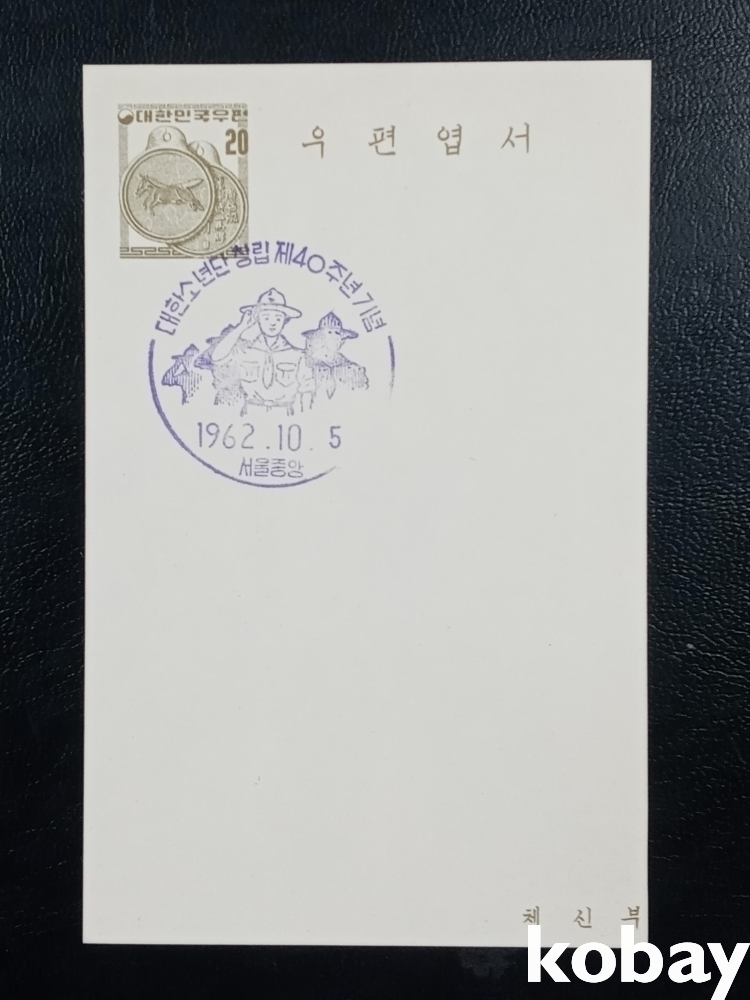 대한민국우편
20
우 편 엽 서
대한소년단 창립 제40주년기념
1962.10. 5
서울중앙
체 신 부
kobay